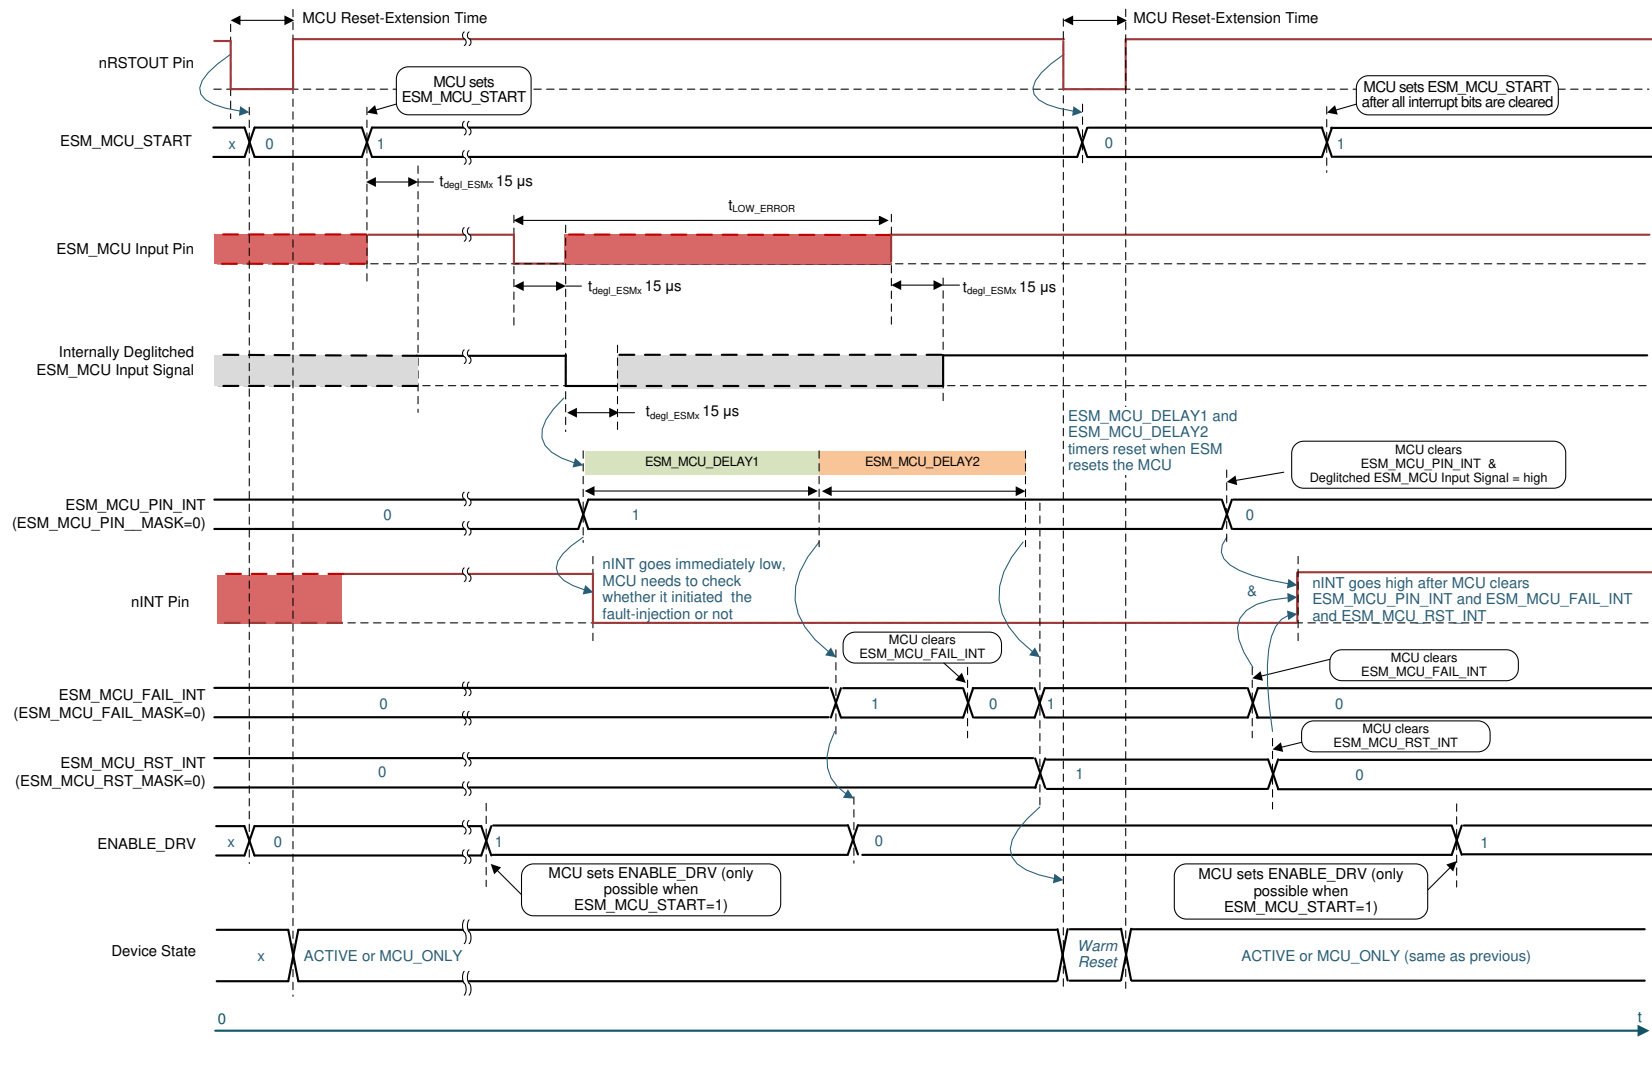 MCU Reset-Extension Time
MCU Reset-Extension Time
nRSTOUT Pin
MCU sets
ESM_MCU_START
MCU sets ESM_MCU_START
after all interrupt bits are cleared
ESM_MCU_START
x
0
1
0
1
tdegl_ESMx 15 µs
tLOW_ERROR
ESM_MCU Input Pin
tdegl_ESMx 15 µs
tdegl_ESMx 15 µs
Internally Deglitched
ESM_MCU Input Signal
tdegl_ESMx 15 µs
ESM_MCU_DELAY1 and
ESM_MCU_DELAY2
timers reset when ESM
resets the MCU
ESM_MCU_DELAY1
ESM_MCU_DELAY2
MCU clears
ESM_MCU_PIN_INT &
Deglitched ESM_MCU Input Signal = high
ESM_MCU_PIN_INT
(ESM_MCU_PIN__MASK=0)
0
1
0
nINT Pin
nINT goes immediately low,
MCU needs to check
whether it initiated the
fault-injection or not
&
nINT goes high after MCU clears
ESM_MCU_PIN_INT and ESM_MCU_FAIL_INT
and ESM_MCU_RST_INT
MCU clears
ESM_MCU_FAIL_INT
MCU clears
ESM_MCU_FAIL_INT
ESM_MCU_FAIL_INT
(ESM_MCU_FAIL_MASK=0)
0
1
0
1
0
MCU clears
ESM_MCU_RST_INT
ESM_MCU_RST_INT
(ESM_MCU_RST_MASK=0)
0
1
0
ENABLE_DRV
x
0
1
0
1
MCU sets ENABLE_DRV (only
possible when
ESM_MCU_START=1)
MCU sets ENABLE_DRV (only
possible when
ESM_MCU_START=1)
Device State
x
ACTIVE or MCU_ONLY
Warm
Reset
ACTIVE or MCU_ONLY (same as previous)
0
t